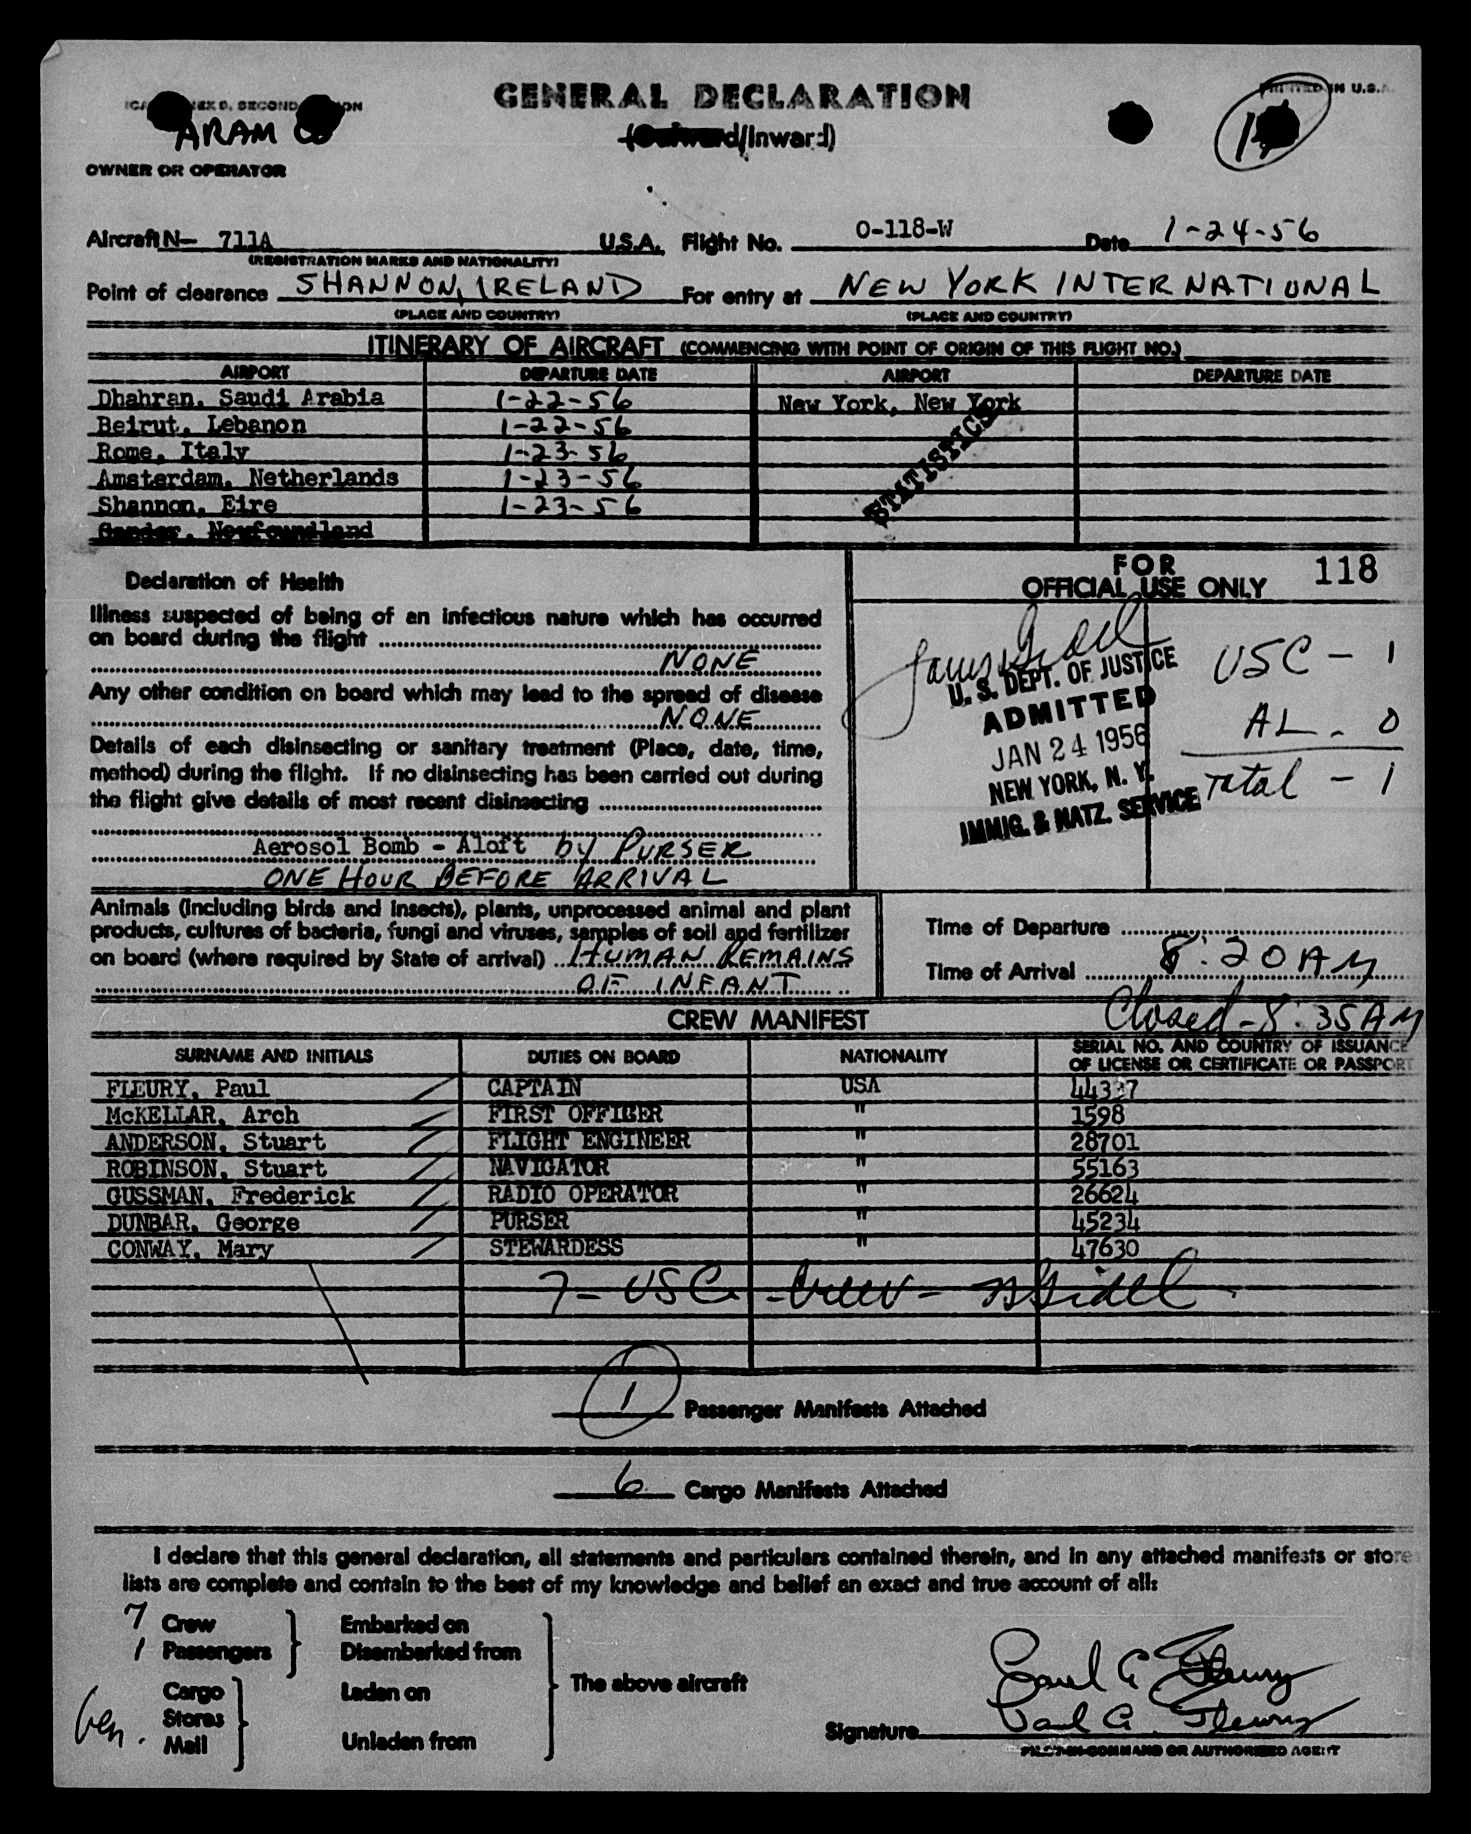 GENERAL DECLARATION
(Outward/Inward)
PRINTED IN U.S.A.
ARAM CO
OWNER OR OPERATOR
Aircraft N- 711A U.S.A. Flight No. O-118-W Date 1-24-56
(REGISTRATION MARKS AND NATIONALITY)
Point of clearance SHANNON, IRELAND For entry at NEW YORK INTERNATIONAL
(PLACE AND COUNTRY) (PLACE AND COUNTRY)
ITINERARY OF AIRCRAFT (COMMENCING WITH POINT OF ORIGIN OF THIS FLIGHT NO.)
AIRPORT DEPARTURE DATE AIRPORT DEPARTURE DATE
Dhahran, Saudi Arabia 1-22-56 New York, New York
Beirut, Lebanon 1-22-56
Rome, Italy 1-23-56
Amsterdam, Netherlands 1-23-56
Shannon, Eire 1-23-56
Gander, Newfoundland
STATISTICS
Declaration of Health
Illness suspected of being of an infectious nature which has occurred
on board during the flight
NONE
Any other condition on board which may lead to the spread of disease
NONE
Details of each disinsecting or sanitary treatment (Place, date, time,
method) during the flight. If no disinsecting has been carried out during
the flight give details of most recent disinsecting
Aerosol Bomb - Aloft by PURSER
ONE HOUR BEFORE ARRIVAL
FOR
OFFICIAL USE ONLY 118
U. S. DEPT. OF JUSTICE
ADMITTED
JAN 24 1956
NEW YORK, N. Y.
IMMIG. & NATZ. SERVICE
USC - 1
AL - 0
Total - 1
Animals (including birds and insects), plants, unprocessed animal and plant
products, cultures of bacteria, fungi and viruses, samples of soil and fertilizer
on board (where required by State of arrival) HUMAN REMAINS
OF INFANT
Time of Departure
Time of Arrival 8:20 AM
Closed - 8:35 AM
CREW MANIFEST
SURNAME AND INITIALS DUTIES ON BOARD NATIONALITY SERIAL NO. AND COUNTRY OF ISSUANCE
OF LICENSE OR CERTIFICATE OR PASSPORT
FLEURY, Paul CAPTAIN USA 44327
McKELLAR, Arch FIRST OFFICER " 1598
ANDERSON, Stuart FLIGHT ENGINEER " 28701
ROBINSON, Stuart NAVIGATOR " 55163
GUSSMAN, Frederick RADIO OPERATOR " 26624
DUNBAR, George PURSER " 45234
CONWAY, Mary STEWARDESS " 47630
7 - USC - Crew -
1 Passenger Manifests Attached
6 Cargo Manifests Attached
I declare that this general declaration, all statements and particulars contained therein, and in any attached manifests or store
lists are complete and contain to the best of my knowledge and belief an exact and true account of all:
7 Crew Embarked on
1 Passengers Disembarked from
The above aircraft
Cargo Laden on
Stores
Mail Unladen from
Gen.
Paul A Fleury
Signature Paul A. Fleury
PILOT-IN-COMMAND OR AUTHORIZED AGENT